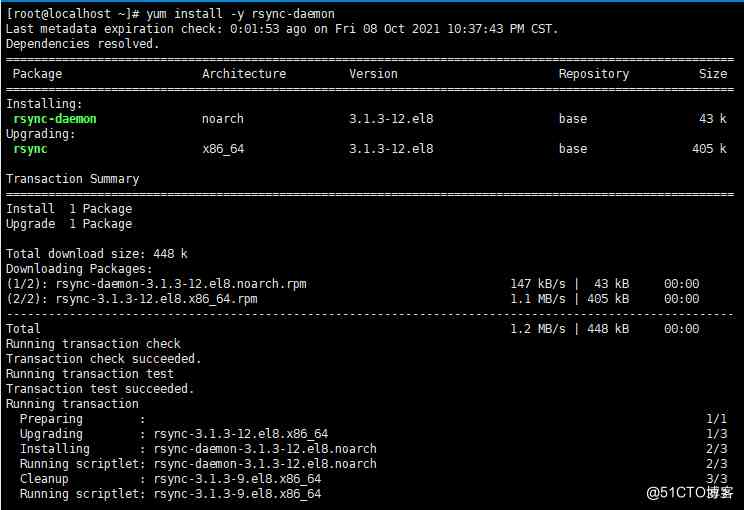 [root@localhost ~]# yum install -y rsync-daemon
Last metadata expiration check: 0:01:53 ago on Fri 08 Oct 2021 10:37:43 PM CST.
Dependencies resolved.
Package Architecture Version Repository Size
Installing:
rsync-daemon noarch 3.1.3-12.el8 base 43 k
Upgrading:
rsync x86_64 3.1.3-12.el8 base 405 k
Transaction Summary
Install 1 Package
Upgrade 1 Package
Total download size: 448 k
Downloading Packages:
(1/2): rsync-daemon-3.1.3-12.el8.noarch.rpm 147 kB/s | 43 kB 00:00
(2/2): rsync-3.1.3-12.el8.x86_64.rpm 1.1 MB/s | 405 kB 00:00
Total 1.2 MB/s | 448 kB 00:00
Running transaction check
Transaction check succeeded.
Running transaction test
Transaction test succeeded.
Running transaction
Preparing : 1/1
Upgrading : rsync-3.1.3-12.el8.x86_64 1/3
Installing : rsync-daemon-3.1.3-12.el8.noarch 2/3
Running scriptlet: rsync-daemon-3.1.3-12.el8.noarch 2/3
Cleanup : rsync-3.1.3-9.el8.x86_64 3/3
Running scriptlet: rsync-3.1.3-9.el8.x86_64
@51CTO博客